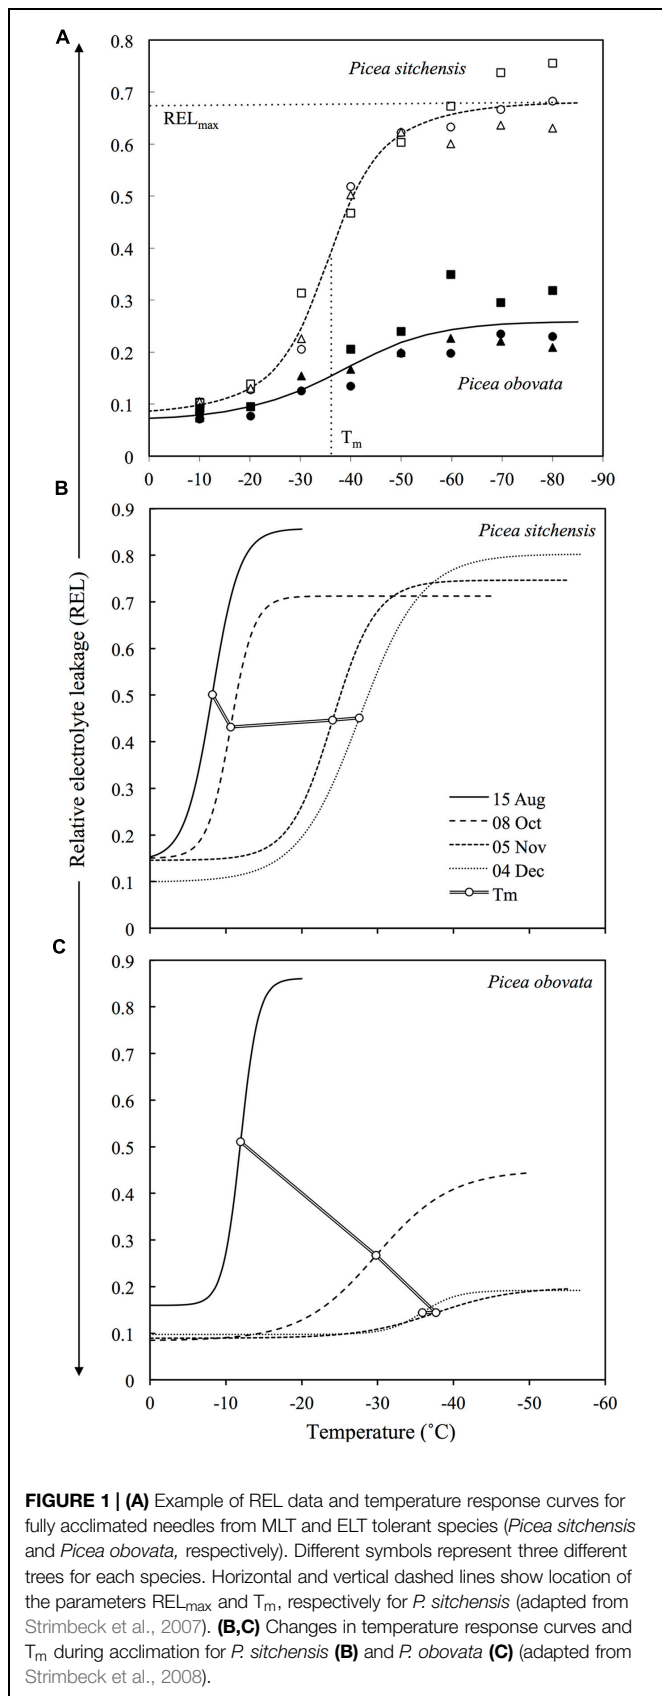 A
0.8
0.7
0.6
0.5
0.4
0.3
0.2
0.1
0
Picea sitchensis
REL_max
Picea obovata
T_m
0 -10 -20 -30 -40 -50 -60 -70 -80 -90
Relative electrolyte leakage (REL)
B
0.9
0.8
0.7
0.6
0.5
0.4
0.3
0.2
0.1
0
Picea sitchensis
15 Aug
08 Oct
05 Nov
04 Dec
Tm
C
0.9
0.8
0.7
0.6
0.5
0.4
0.3
0.2
0.1
0
Picea obovata
0 -10 -20 -30 -40 -50 -60
Temperature (˚C)
FIGURE 1 | (A) Example of REL data and temperature response curves for
fully acclimated needles from MLT and ELT tolerant species (Picea sitchensis
and Picea obovata, respectively). Different symbols represent three different
trees for each species. Horizontal and vertical dashed lines show location of
the parameters REL_max and T_m, respectively for P. sitchensis (adapted from
Strimbeck et al., 2007). (B,C) Changes in temperature response curves and
T_m during acclimation for P. sitchensis (B) and P. obovata (C) (adapted from
Strimbeck et al., 2008).